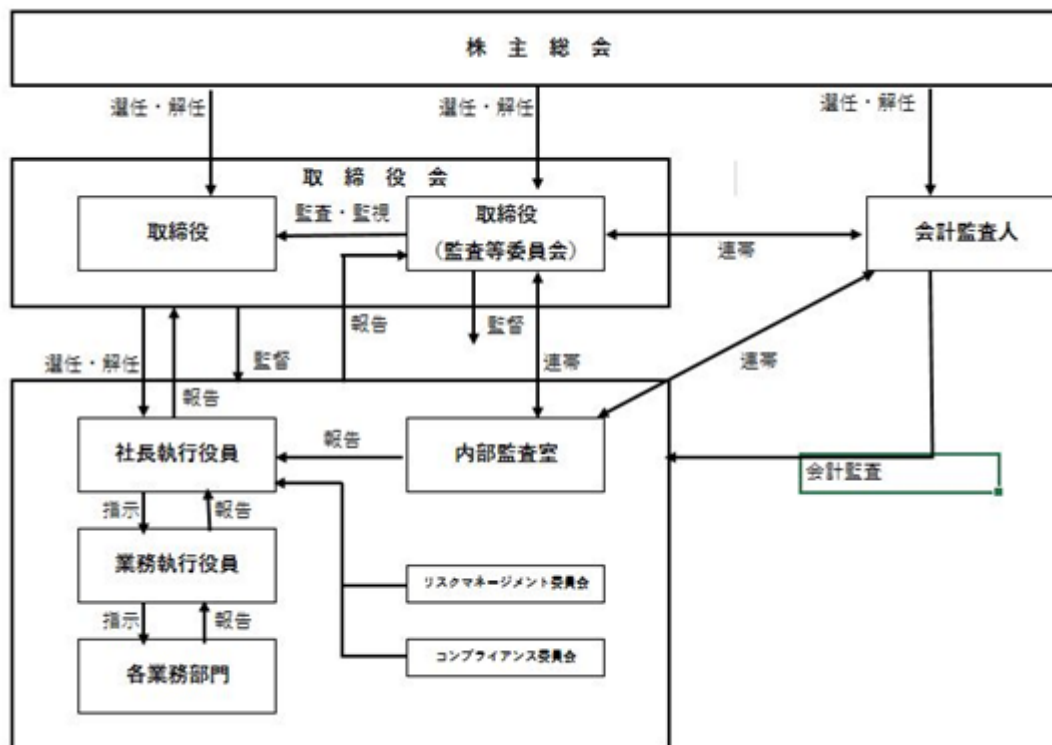 株 主 総 会
選任・解任
選任・解任
選任・解任
取 締 役 会
取締役
監査・監視
取締役
（監査等委員会）
連帯
会計監査人
選任・解任
報告
監督
報告
監督
連帯
連帯
社長執行役員
報告
内部監査室
会計監査
指示
報告
業務執行役員
リスクマネージメント委員会
指示
報告
各業務部門
コンプライアンス委員会